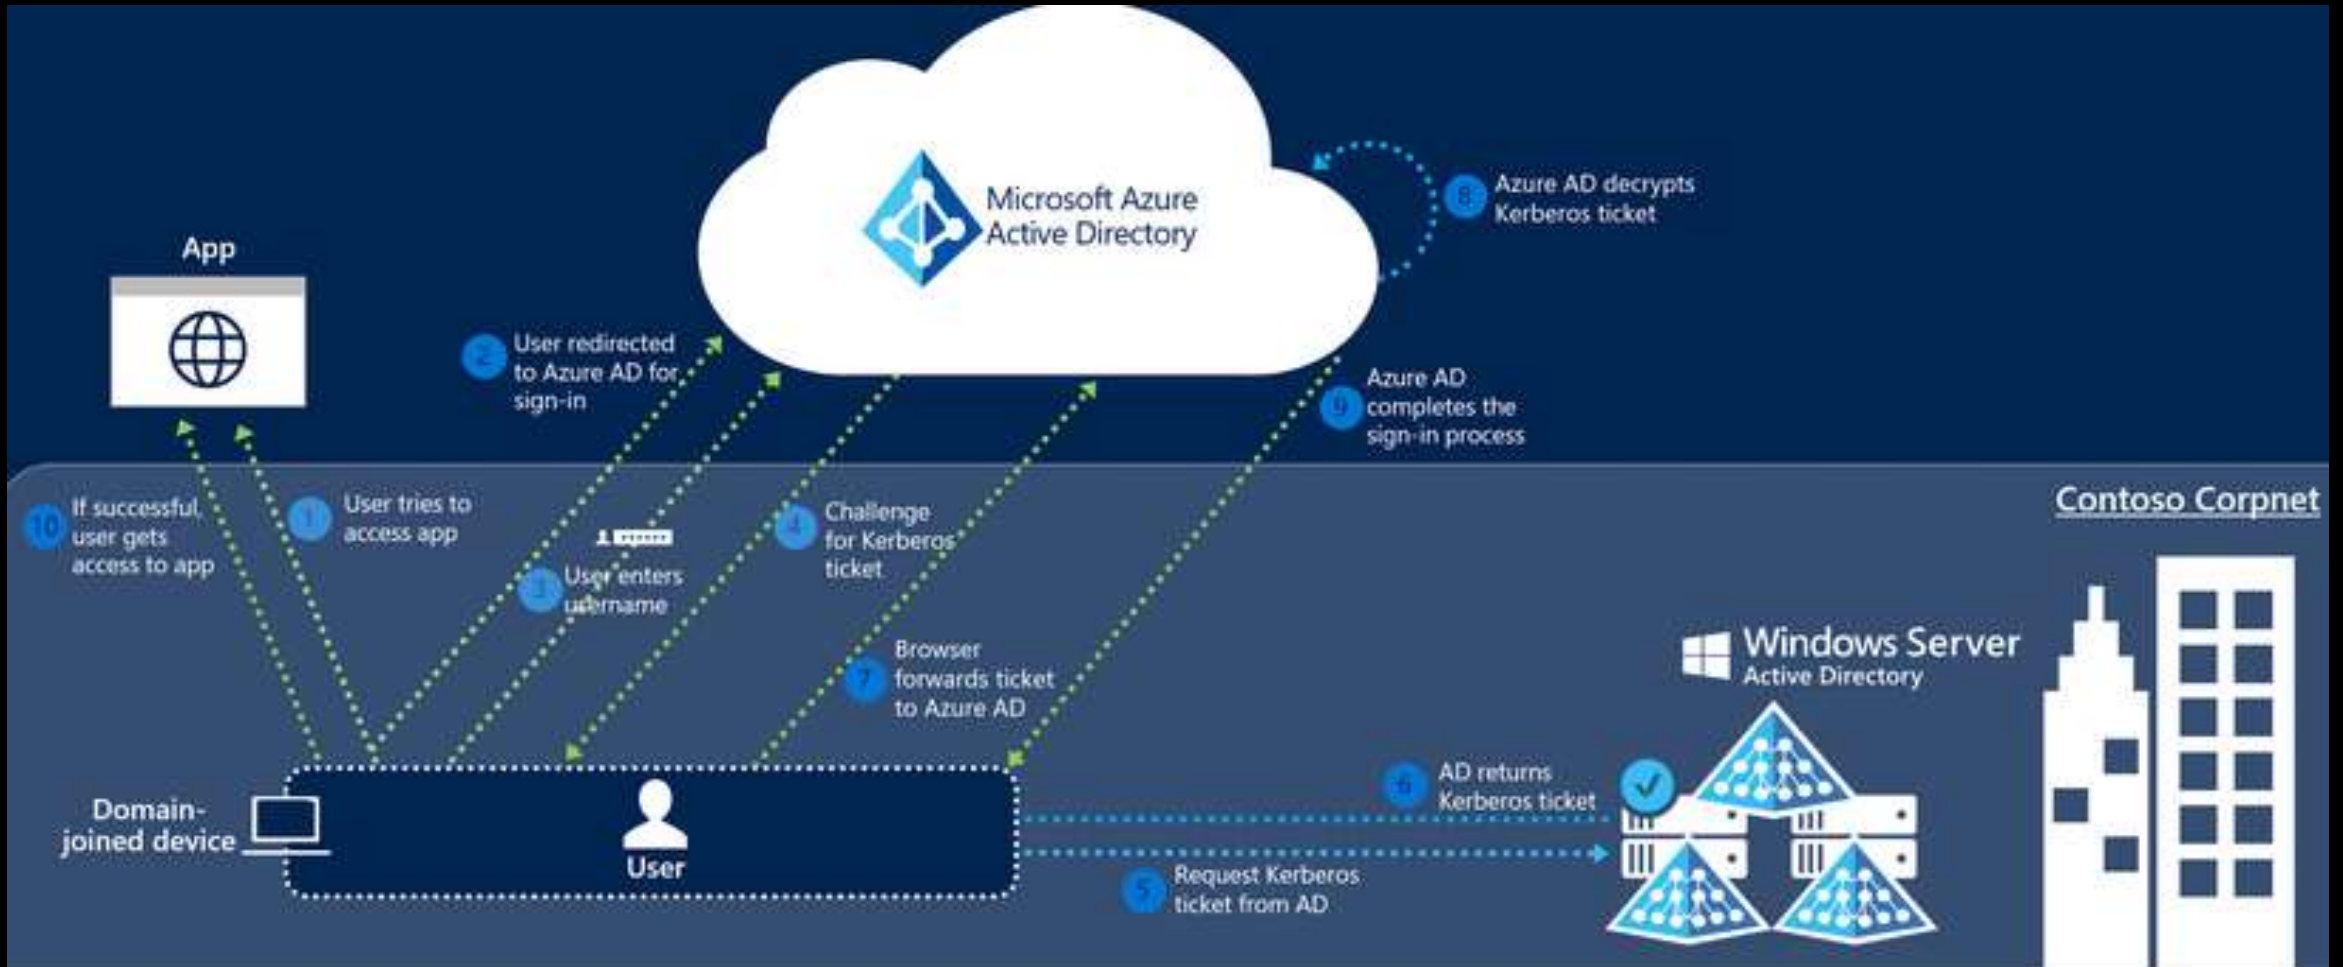 Microsoft Azure
Active Directory
8
Azure AD decrypts
Kerberos ticket
App
2
User redirected
to Azure AD for
sign-in
9
Azure AD
completes the
sign-in process
10
If successful,
user gets
access to app
1
User tries to
access app
3
User enters
username
4
Challenge
for Kerberos
ticket
Contoso Corpnet
7
Browser
forwards ticket
to Azure AD
Windows Server
Active Directory
6
AD returns
Kerberos ticket
Domain-
joined device
User
5
Request Kerberos
ticket from AD